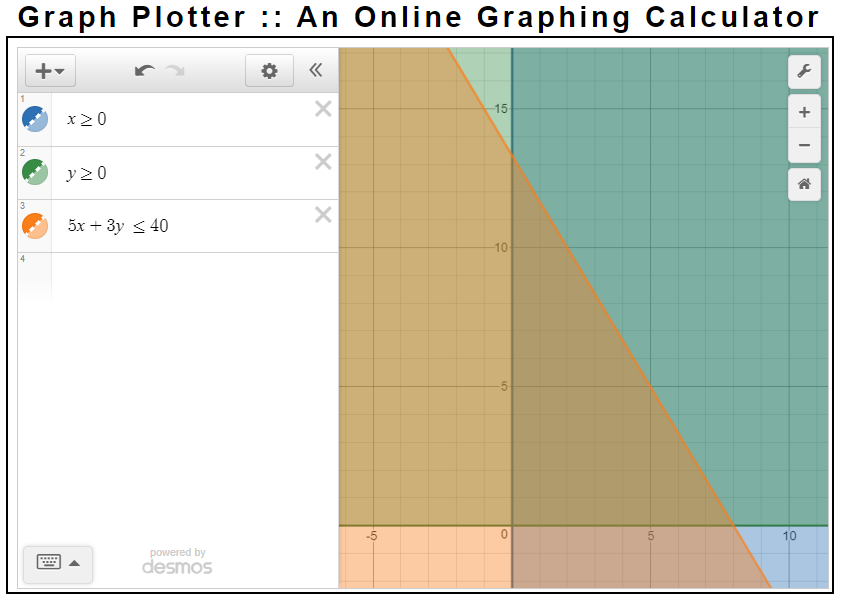 Graph Plotter :: An Online Graphing Calculator
1
x ≥ 0
2
y ≥ 0
3
5x + 3y ≤ 40
4
powered by
desmos
15
10
5
-5
0
5
10